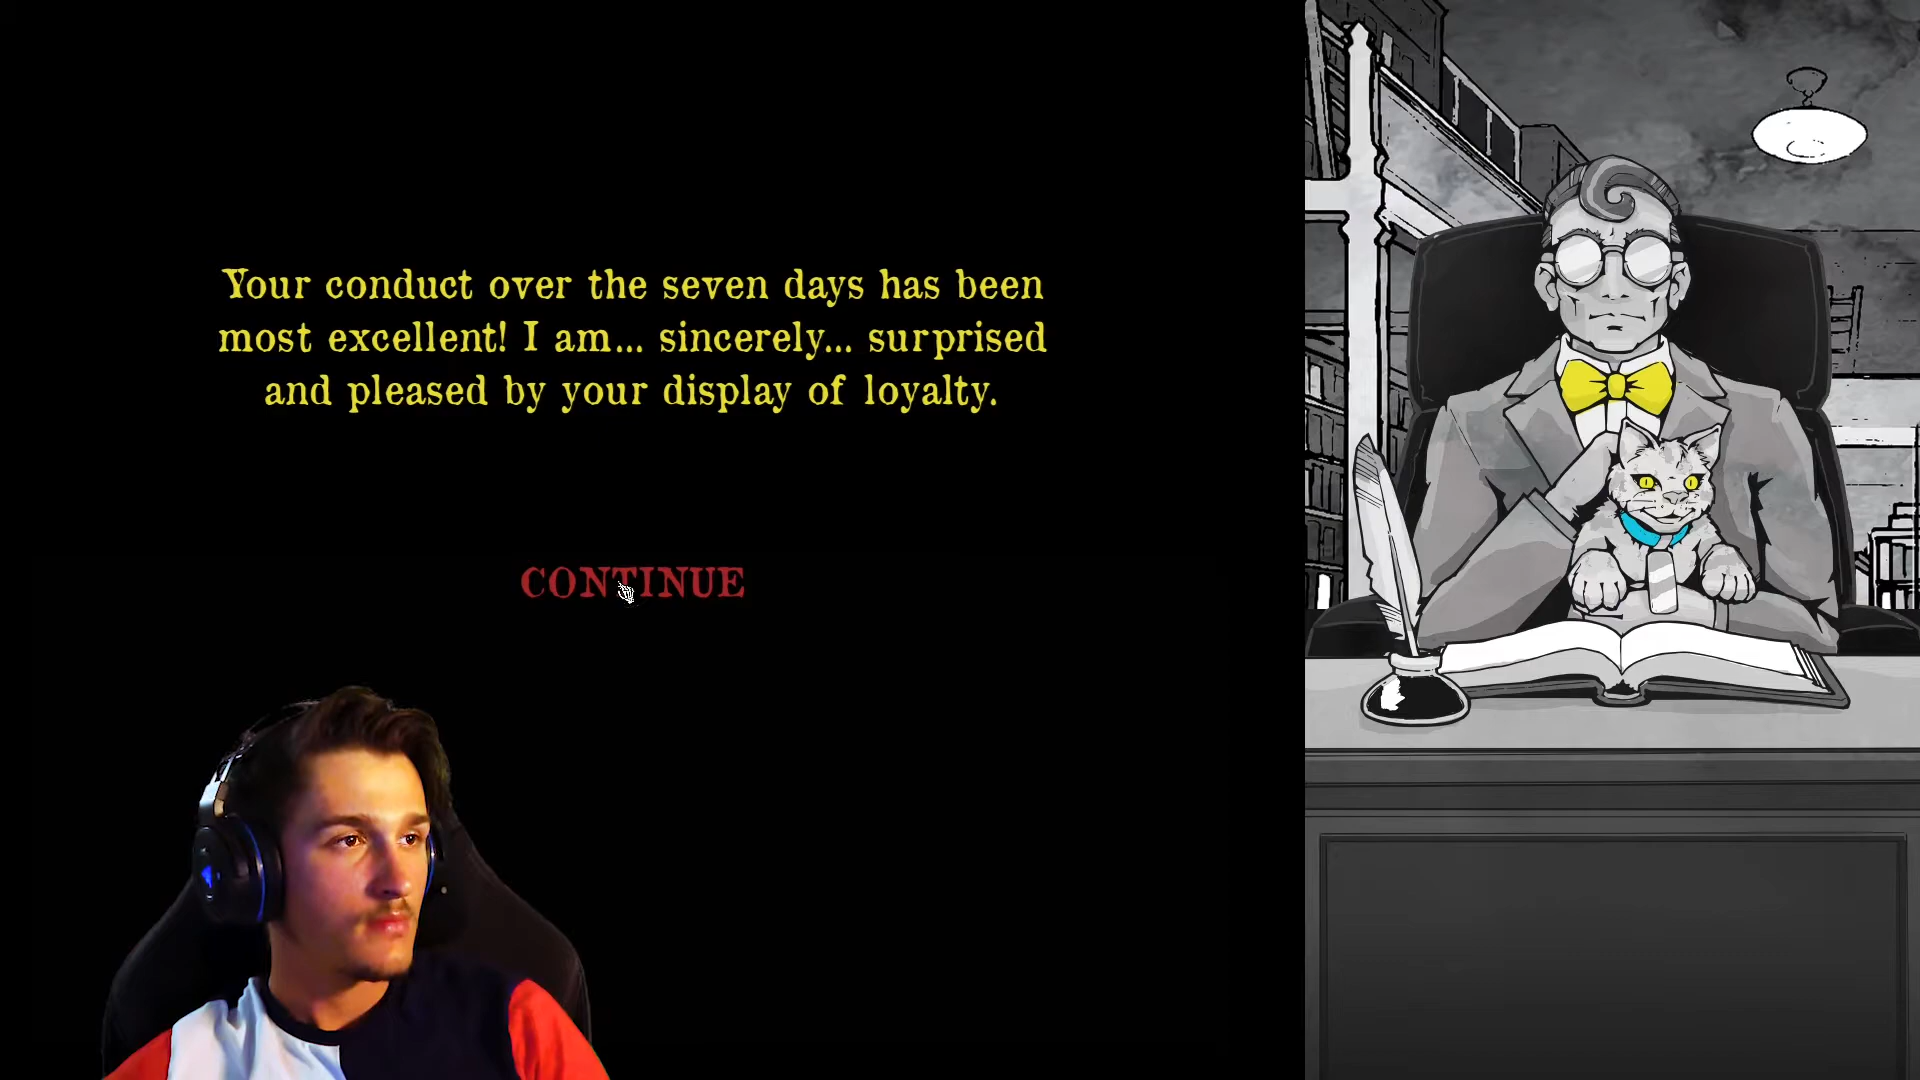 Your conduct over the seven days has been
most excellent! I am... sincerely... surprised
and pleased by your display of loyalty.
CONTINUE